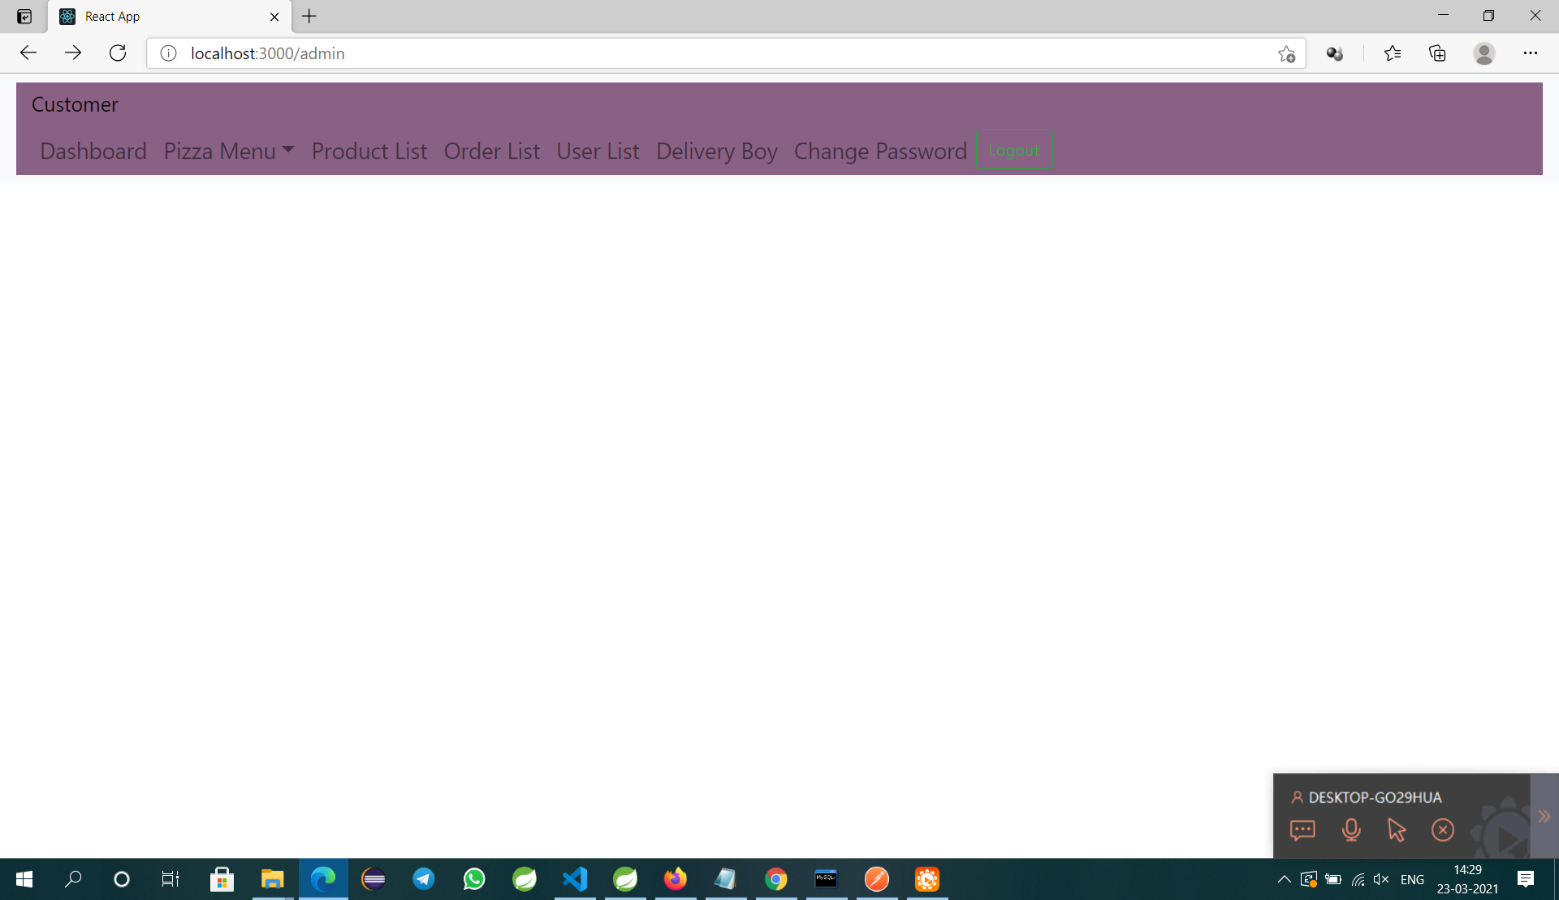 React App
localhost:3000/admin
Customer
Dashboard Pizza Menu Product List Order List User List Delivery Boy Change Password Logout
DESKTOP-GO29HUA
ENG
14:29
23-03-2021